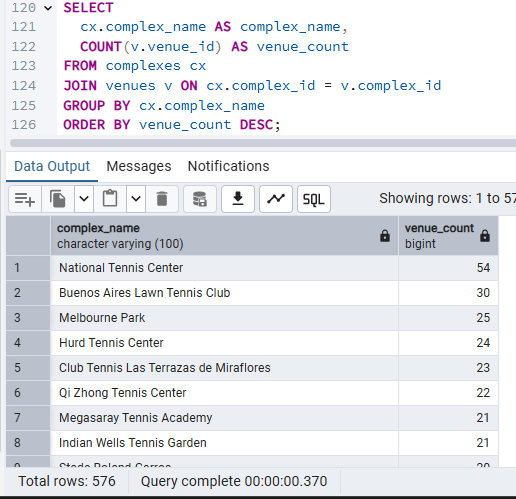 120 SELECT
121 cx.complex_name AS complex_name,
122 COUNT(v.venue_id) AS venue_count
123 FROM complexes cx
124 JOIN venues v ON cx.complex_id = v.complex_id
125 GROUP BY cx.complex_name
126 ORDER BY venue_count DESC;
Data Output Messages Notifications
SQL Showing rows: 1 to 57
complex_name venue_count
character varying (100) bigint
1 National Tennis Center 54
2 Buenos Aires Lawn Tennis Club 30
3 Melbourne Park 25
4 Hurd Tennis Center 24
5 Club Tennis Las Terrazas de Miraflores 23
6 Qi Zhong Tennis Center 22
7 Megasaray Tennis Academy 21
8 Indian Wells Tennis Garden 21
9 Stade Roland Garros 20
Total rows: 576 Query complete 00:00:00.370